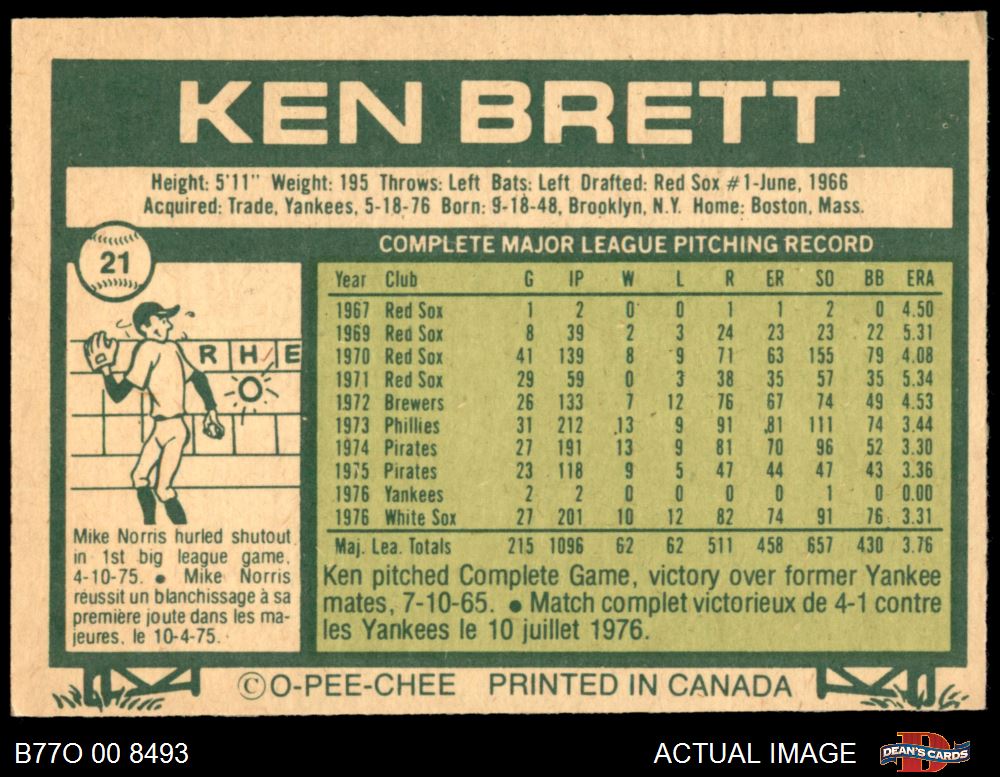 KEN BRETT
Height: 5'11" Weight: 195 Throws: Left Bats: Left Drafted: Red Sox #1-June, 1966
Acquired: Trade, Yankees, 5-18-76 Born: 9-18-48, Brooklyn, N.Y. Home: Boston, Mass.
21
COMPLETE MAJOR LEAGUE PITCHING RECORD
Year Club G IP W L R ER SO BB ERA
1967 Red Sox 1 2 0 0 1 1 2 0 4.50
1969 Red Sox 8 39 2 3 24 23 23 22 5.31
1970 Red Sox 41 139 8 9 71 63 155 79 4.08
1971 Red Sox 29 59 0 3 38 35 57 35 5.34
1972 Brewers 26 133 7 12 76 67 74 49 4.53
1973 Phillies 31 212 13 9 91 81 111 74 3.44
1974 Pirates 27 191 13 9 81 70 96 52 3.30
1975 Pirates 23 118 9 5 47 44 47 43 3.36
1976 Yankees 2 2 0 0 0 0 1 0 0.00
1976 White Sox 27 201 10 12 82 74 91 76 3.31
Maj. Lea. Totals 215 1096 62 62 511 458 657 430 3.76
Ken pitched Complete Game, victory over former Yankee
mates, 7-10-65. ● Match complet victorieux de 4-1 contre
les Yankees le 10 juillet 1976.
R H E
O
Mike Norris hurled shutout
in 1st big league game,
4-10-75. ● Mike Norris
réussit un blanchissage à sa
première joute dans les ma-
jeures, le 10-4-75.
©O-PEE-CHEE PRINTED IN CANADA
B77O 00 8493
ACTUAL IMAGE
DEAN'S CARDS